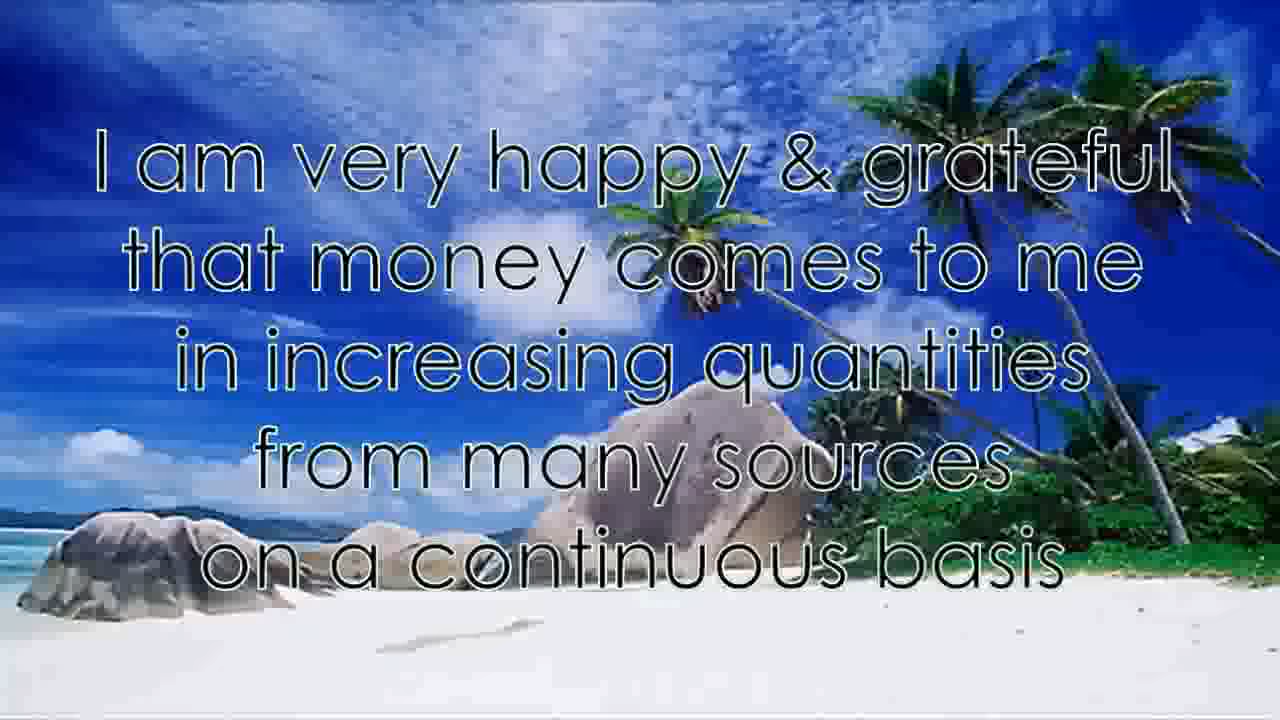 I am very happy & grateful
that money comes to me
in increasing quantities
from many sources
on a continuous basis